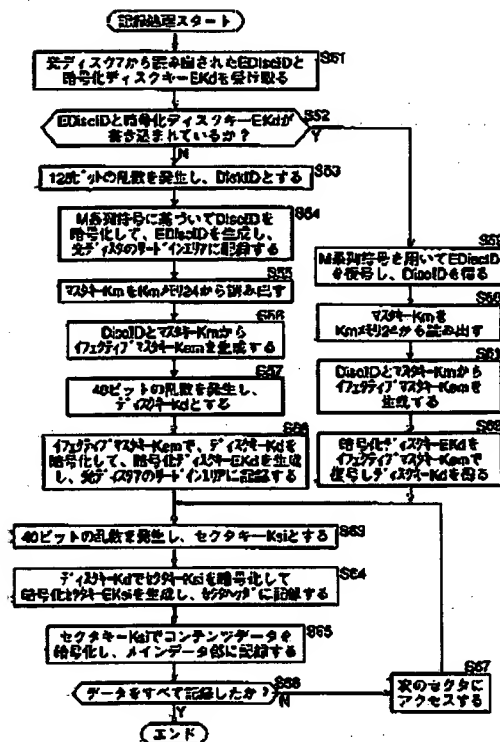 記録処理スタート
光ディスク7から読み出されたEDiscIDと
暗号化ディスクキーEKdを受け取る
S51
EDiscIDと暗号化ディスクキーEKdが
書き込まれているか?
S52
Y
N
ビットの乱数を発生し、DiskIDとする
S53
M系列符号に基づいてDiscIDを
暗号化して、EDiscIDを生成し、
光ディスクのリードインエリアに記録する
S54
マスタキーKmをKmメモリ24から読み出す
S55
DiscIDとマスタキーKmから
イフェクティブマスタキーKemを生成する
S56
40ビットの乱数を発生し、
ディスクキーKdとする
S57
イフェクティブマスタキーKemで、ディスクキーKdを
暗号化して、暗号化ディスクキーEKdを生成
し、光ディスク7のリードインエリアに記録する
M系列符号を用いてEDiscID
を復号し、DiscIDを得る
マスタキーKmを
Kmメモリ24から読み出す
DiscIDとマスタキーKmから
イフェクティブマスタキーKemを
生成する
暗号化ディスクキーEKdを
イフェクティブマスタキーKemで
復号しディスクキーKdを得る
40ビットの乱数を発生し、セクタキーKsiとする
S63
ディスクキーKdでセクタキーKsiを暗号化して
暗号化セクタキーEKsiを生成し、セクタヘッダに記録する
S64
セクタキーKsiでコンテンツデータを
暗号化し、メインデータ部に記録する
S65
データをすべて記録したか?
N
Y
次のセクタに
アクセスする
S67
エンド